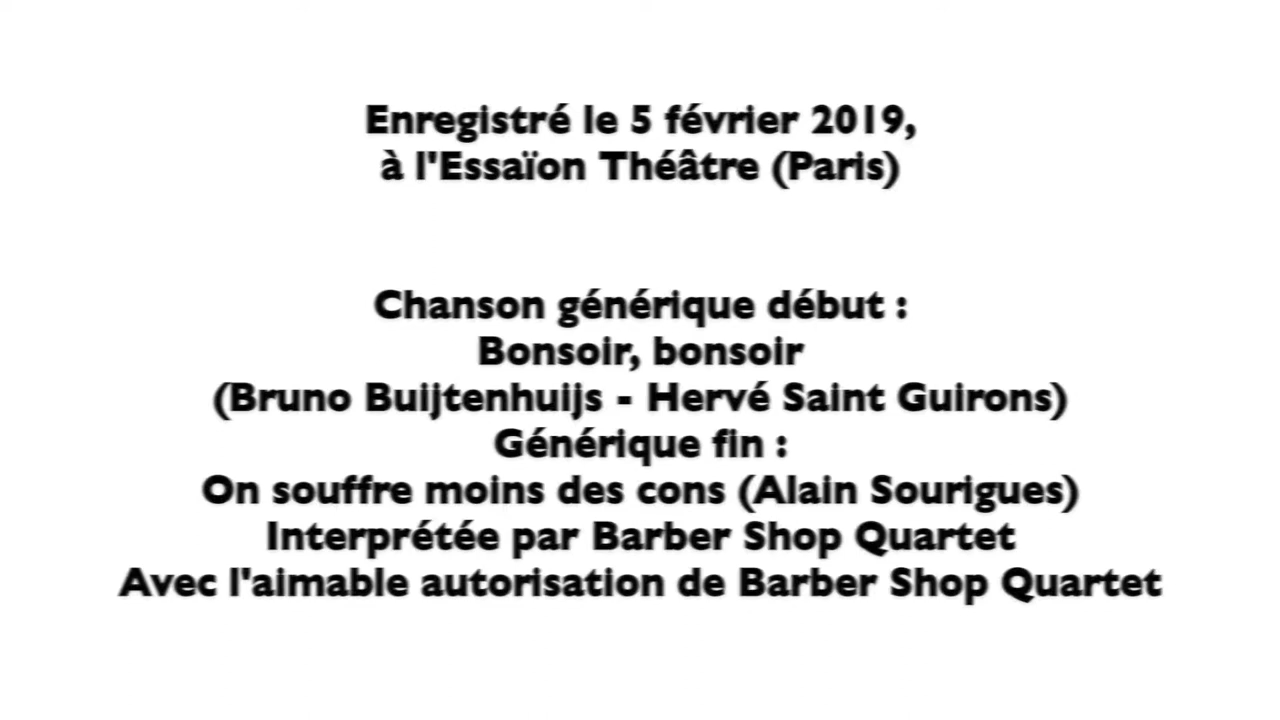 Enregistré le 5 février 2019,
à l'Essaïon Théâtre (Paris)
Chanson générique début :
Bonsoir, bonsoir
(Bruno Buijtenhuijs - Hervé Saint Guirons)
Générique fin :
On souffre moins des cons (Alain Sourigues)
Interprétée par Barber Shop Quartet
Avec l'aimable autorisation de Barber Shop Quartet